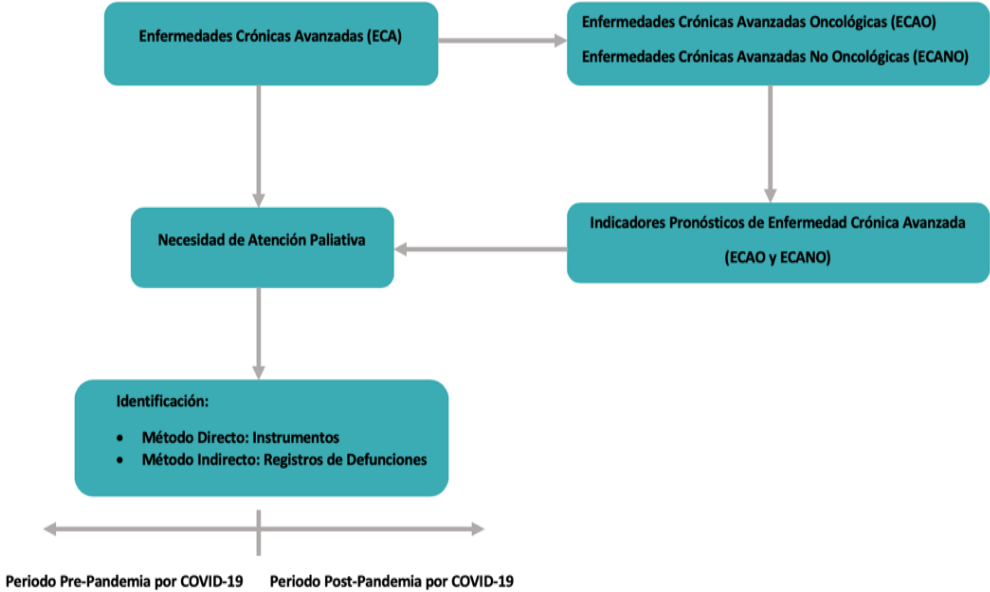 Enfermedades Crónicas Avanzadas (ECA)
Enfermedades Crónicas Avanzadas Oncológicas (ECAO)
Enfermedades Crónicas Avanzadas No Oncológicas (ECANO)
Necesidad de Atención Paliativa
Indicadores Pronósticos de Enfermedad Crónica Avanzada
(ECAO y ECANO)
Identificación:
• Método Directo: Instrumentos
• Método Indirecto: Registros de Defunciones
Periodo Pre-Pandemia por COVID-19
Periodo Post-Pandemia por COVID-19